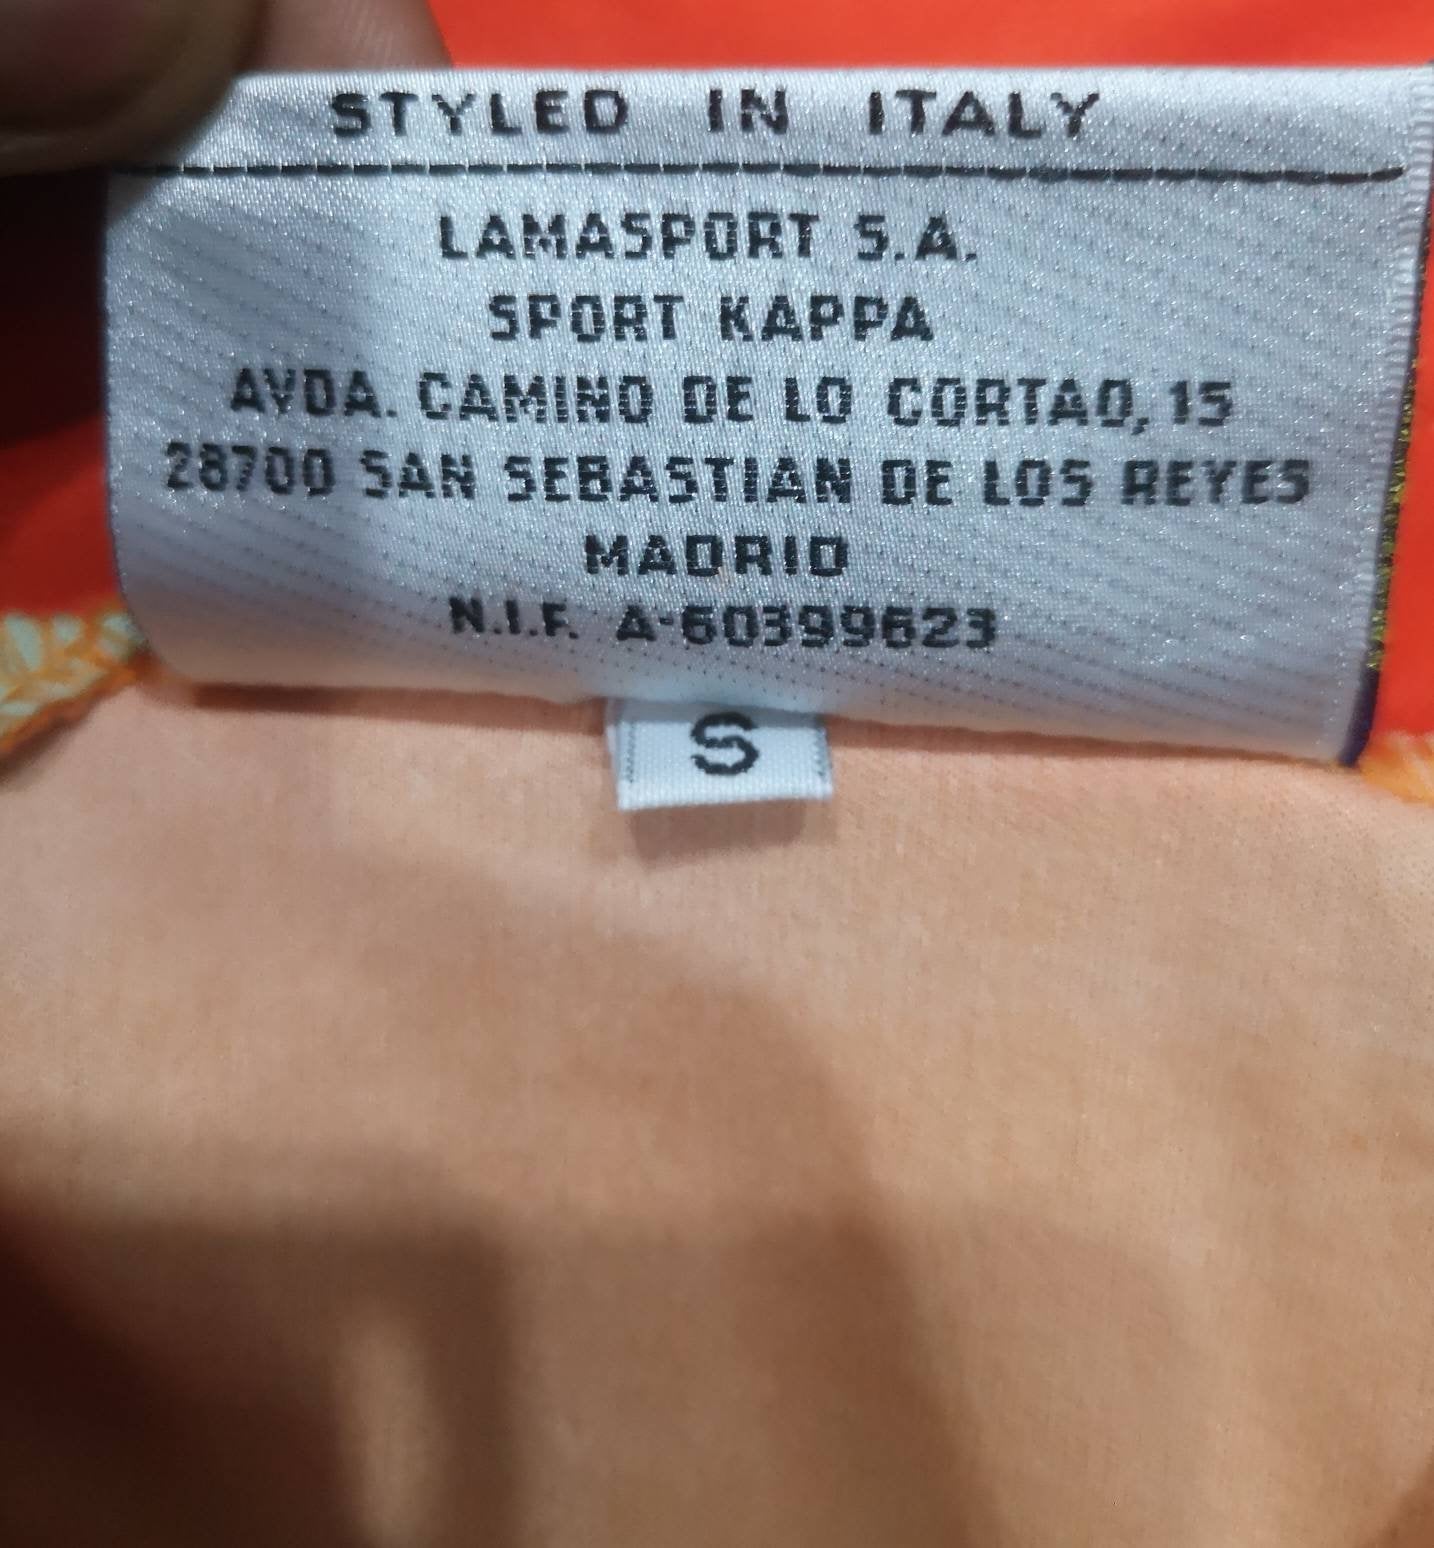 STYLED IN ITALY
LAMASPORT S.A.
SPORT KAPPA
AVDA. CAMINO DE LO CORTAO, 15
28700 SAN SEBASTIAN DE LOS REYES
MADRID
N.I.F. A-60399623
S